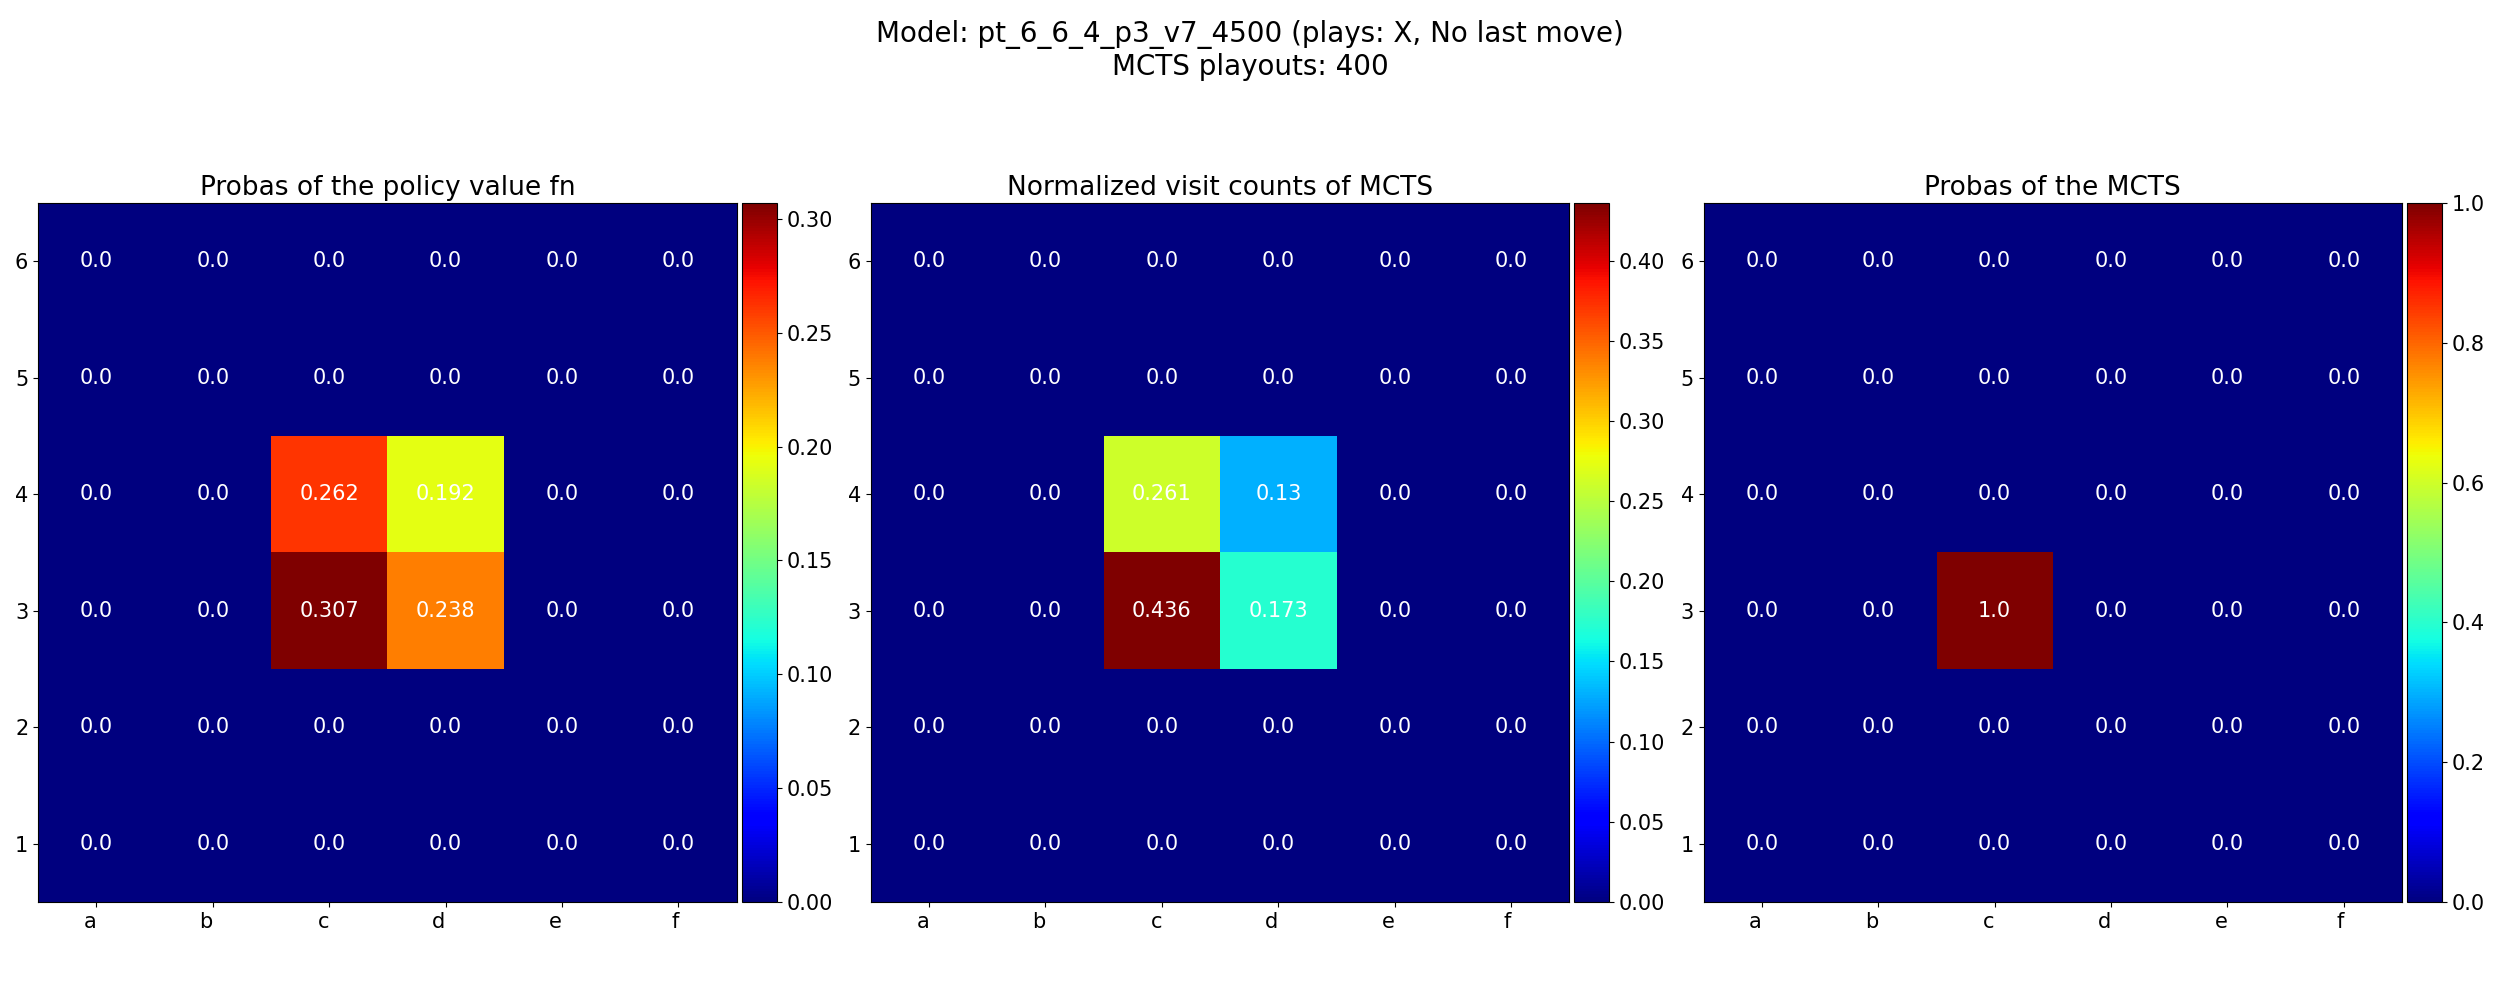 Model: pt_6_6_4_p3_v7_4500 (plays: X, No last move)
MCTS playouts: 400
Probas of the policy value fn
6 0.0 0.0 0.0 0.0 0.0 0.0
5 0.0 0.0 0.0 0.0 0.0 0.0
4 0.0 0.0 0.262 0.192 0.0 0.0
3 0.0 0.0 0.307 0.238 0.0 0.0
2 0.0 0.0 0.0 0.0 0.0 0.0
1 0.0 0.0 0.0 0.0 0.0 0.0
a b c d e f
0.30
0.25
0.20
0.15
0.10
0.05
0.00
Normalized visit counts of MCTS
6 0.0 0.0 0.0 0.0 0.0 0.0
5 0.0 0.0 0.0 0.0 0.0 0.0
4 0.0 0.0 0.261 0.13 0.0 0.0
3 0.0 0.0 0.436 0.173 0.0 0.0
2 0.0 0.0 0.0 0.0 0.0 0.0
1 0.0 0.0 0.0 0.0 0.0 0.0
a b c d e f
0.40
0.35
0.30
0.25
0.20
0.15
0.10
0.05
0.00
Probas of the MCTS
6 0.0 0.0 0.0 0.0 0.0 0.0
5 0.0 0.0 0.0 0.0 0.0 0.0
4 0.0 0.0 0.0 0.0 0.0 0.0
3 0.0 0.0 1.0 0.0 0.0 0.0
2 0.0 0.0 0.0 0.0 0.0 0.0
1 0.0 0.0 0.0 0.0 0.0 0.0
a b c d e f
1.0
0.8
0.6
0.4
0.2
0.0